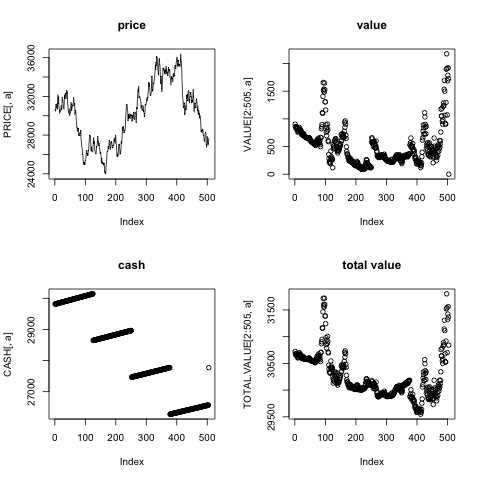 price
PRICE[, a]
24000 28000 32000 36000
0 100 200 300 400 500
Index
value
VALUE[2:505, a]
0 500 1500
0 100 200 300 400 500
Index
cash
CASH[, a]
27000 29000
0 100 200 300 400 500
Index
total value
TOTAL.VALUE[2:505, a]
29500 30500 31500
0 100 200 300 400 500
Index